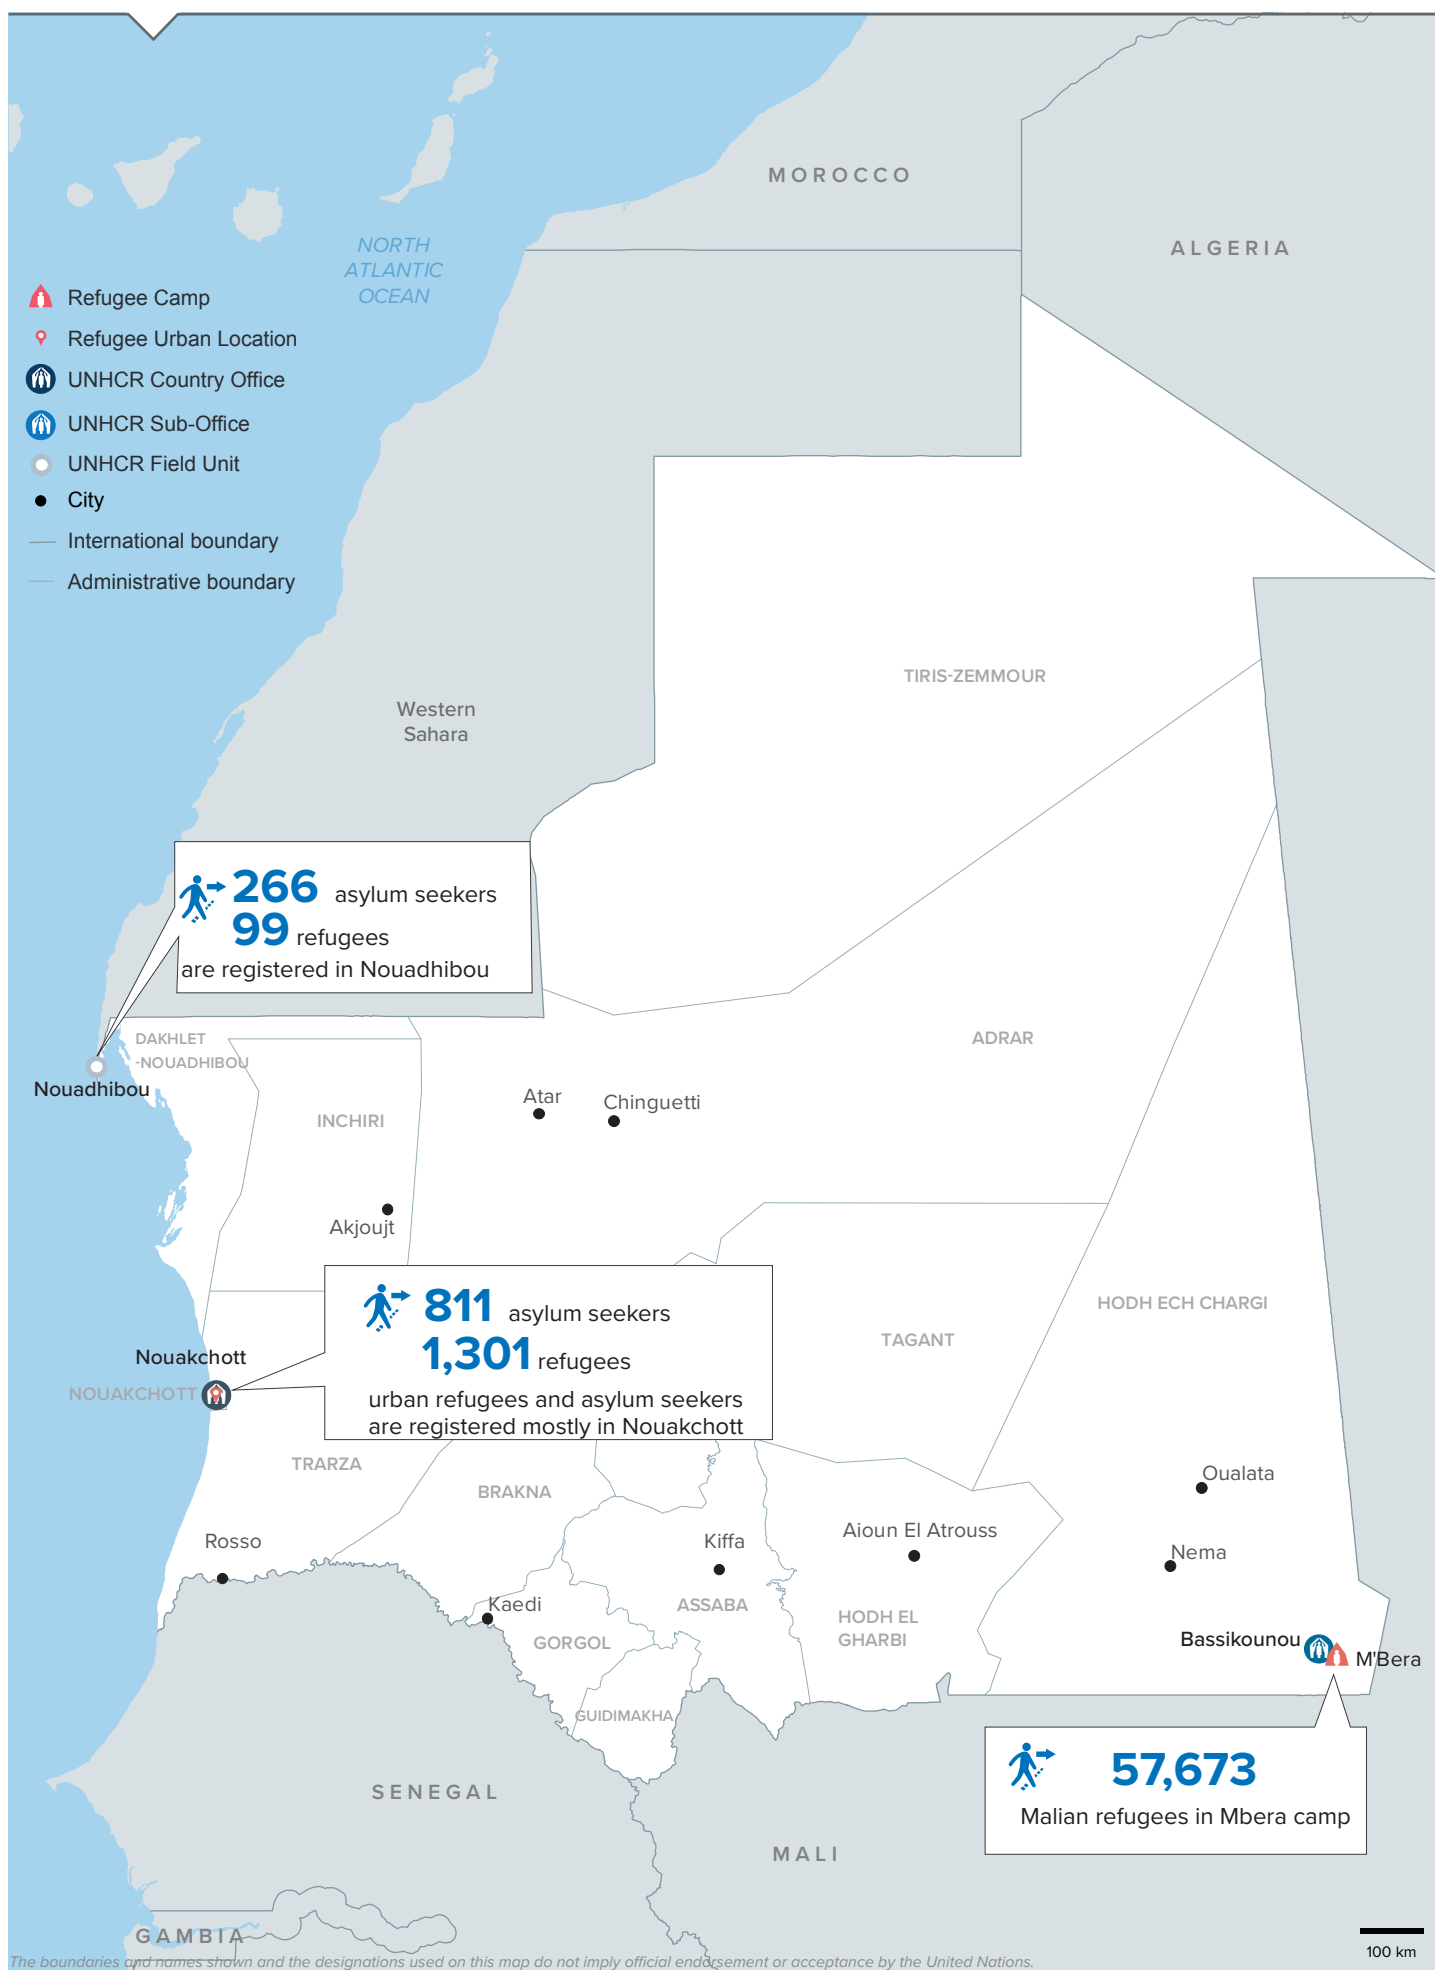 MOROCCO
ALGERIA
NORTH
ATLANTIC
OCEAN
Refugee Camp
Refugee Urban Location
UNHCR Country Office
UNHCR Sub-Office
UNHCR Field Unit
City
International boundary
Administrative boundary
TIRIS-ZEMMOUR
Western
Sahara
266 asylum seekers
99 refugees
are registered in Nouadhibou
DAKHLET
-NOUADHIBOU
Nouadhibou
ADRAR
Atar
Chinguetti
INCHIRI
Akjoujt
811 asylum seekers
1,301 refugees
urban refugees and asylum seekers
are registered mostly in Nouakchott
HODH ECH CHARGI
TAGANT
Nouakchott
NOUAKCHOTT
TRARZA
BRAKNA
Oualata
Rosso
Kiffa
Aioun El Atrouss
Nema
Kaedi
ASSABA
HODH EL
GHARBI
GORGOL
Bassikounou
M'Bera
GUIDIMAKHA
57,673
Malian refugees in Mbera camp
SENEGAL
MALI
GAMBIA
100 km
The boundaries and names shown and the designations used on this map do not imply official endorsement or acceptance by the United Nations.